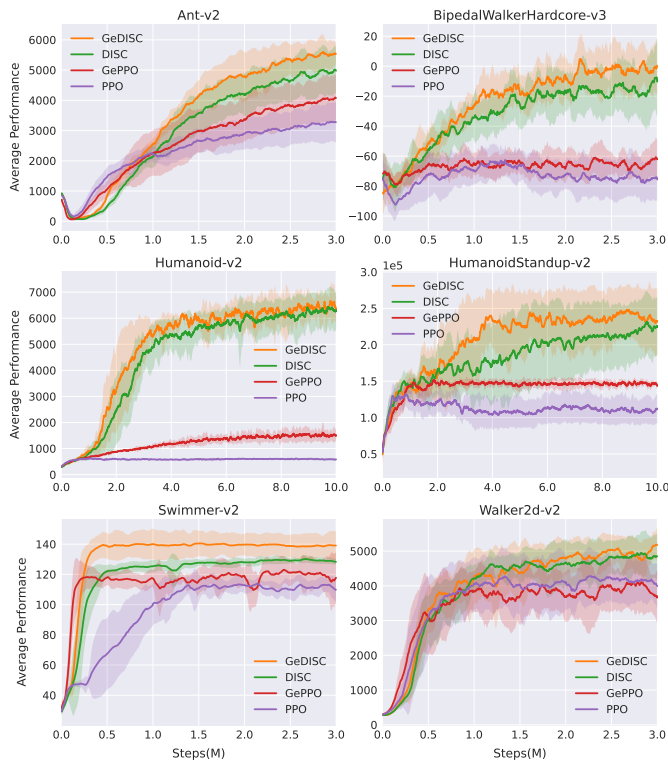 Ant-v2
Average Performance
6000
5000
4000
3000
2000
1000
0
GeDISC
DISC
GePPO
PPO
0.0 0.5 1.0 1.5 2.0 2.5 3.0
BipedalWalkerHardcore-v3
20
0
−20
−40
−60
−80
−100
GeDISC
DISC
GePPO
PPO
0.0 0.5 1.0 1.5 2.0 2.5 3.0
Humanoid-v2
Average Performance
7000
6000
5000
4000
3000
2000
1000
0
GeDISC
DISC
GePPO
PPO
0.0 2.0 4.0 6.0 8.0 10.0
HumanoidStandup-v2
1e5
3.0
2.5
2.0
1.5
1.0
0.5
GeDISC
DISC
GePPO
PPO
0.0 2.0 4.0 6.0 8.0 10.0
Swimmer-v2
Average Performance
140
120
100
80
60
40
GeDISC
DISC
GePPO
PPO
0.0 0.5 1.0 1.5 2.0 2.5 3.0
Steps(M)
Walker2d-v2
5000
4000
3000
2000
1000
0
GeDISC
DISC
GePPO
PPO
0.0 0.5 1.0 1.5 2.0 2.5 3.0
Steps(M)